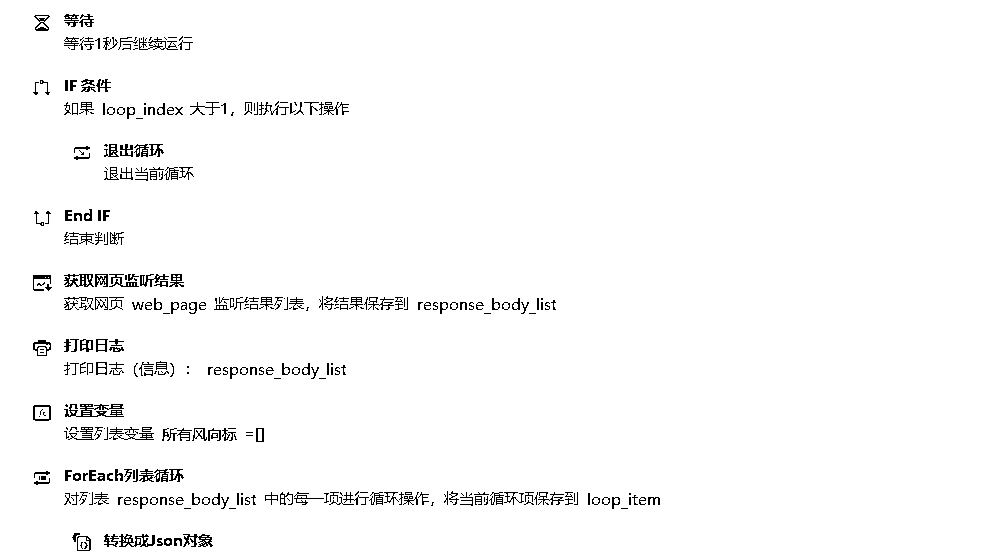 等待
等待1秒后继续运行
IF 条件
如果 loop_index 大于1，则执行以下操作
退出循环
退出当前循环
End IF
结束判断
获取网页监听结果
获取网页 web_page 监听结果列表，将结果保存到 response_body_list
打印日志
打印日志（信息）： response_body_list
设置变量
设置列表变量 所有风向标 =[]
ForEach列表循环
对列表 response_body_list 中的每一项进行循环操作，将当前循环项保存到 loop_item
转换成Json对象